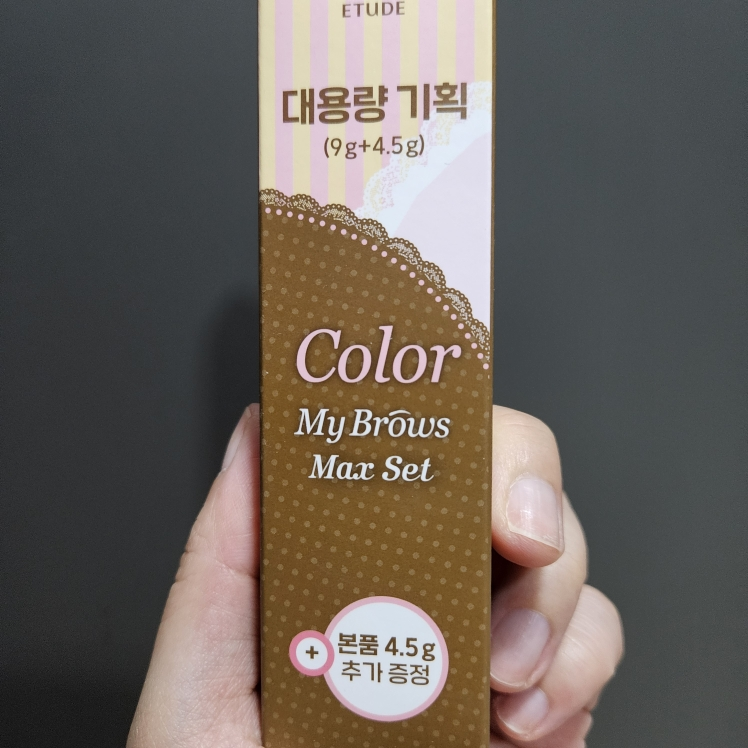 ETUDE
대용량 기획
(9g+4.5g)
Color
My Brōws
Max Set
+ 본품 4.5g
추가 증정